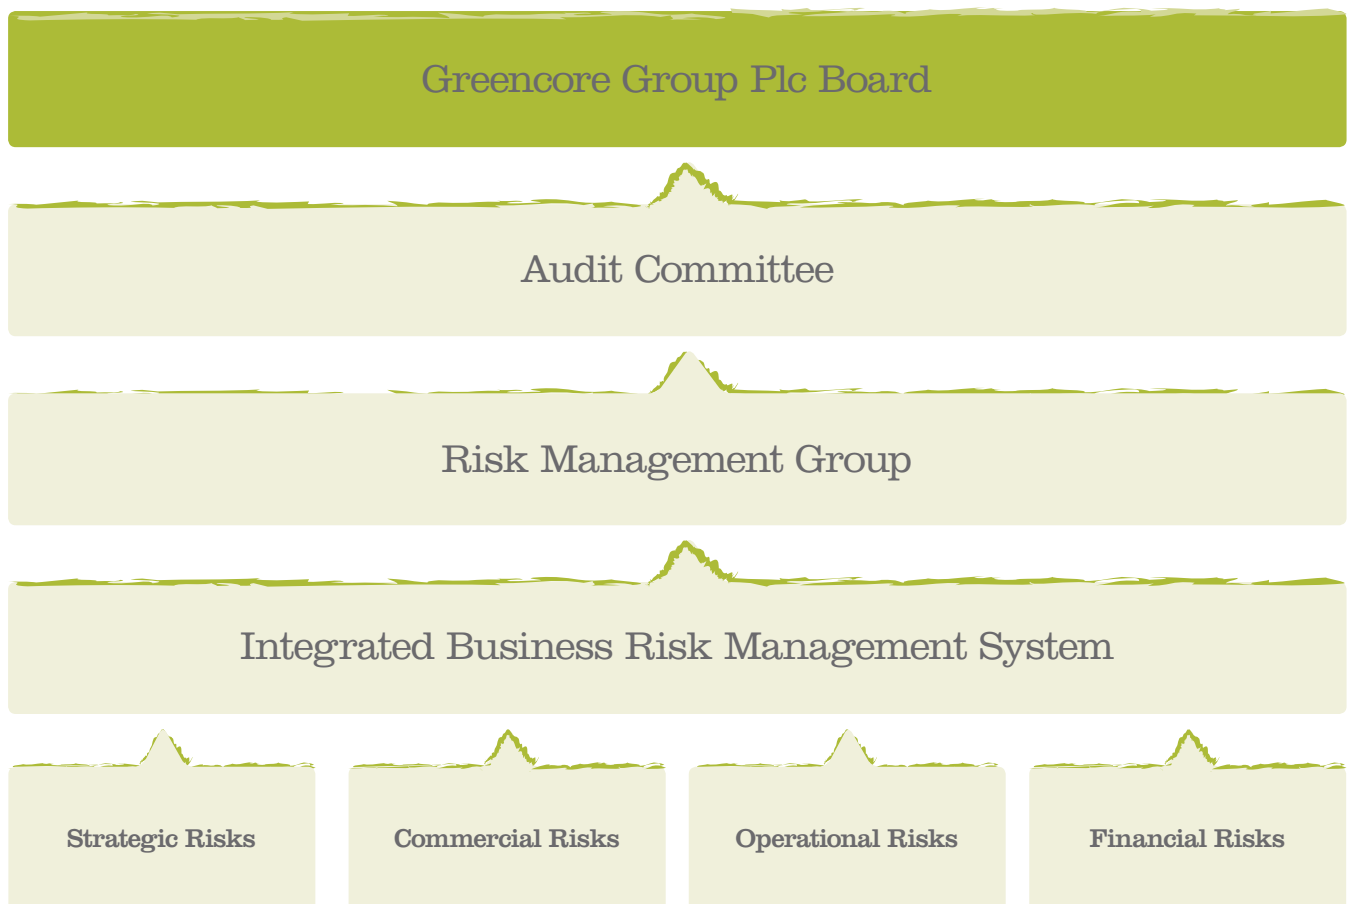 Greencore Group Plc Board
Audit Committee
Risk Management Group
Integrated Business Risk Management System
Strategic Risks
Commercial Risks
Operational Risks
Financial Risks